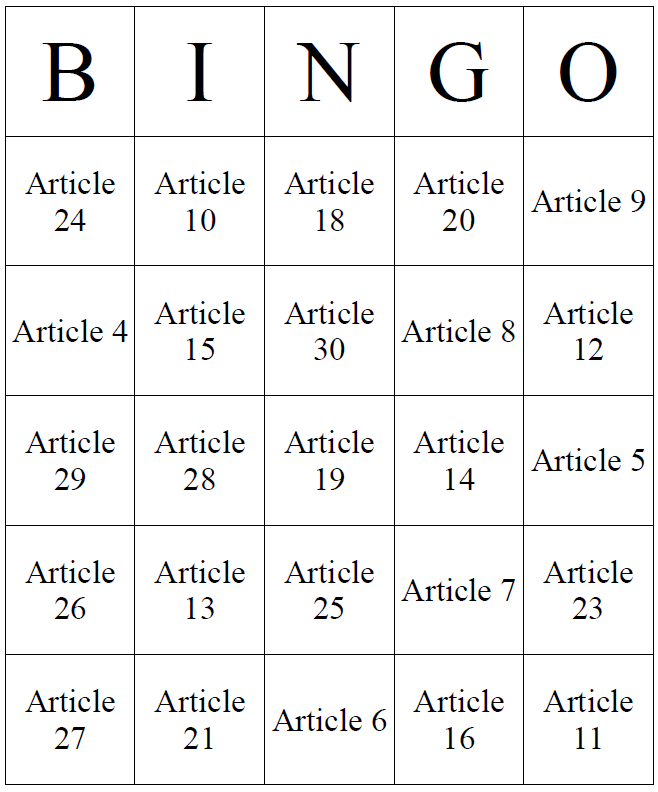 B I N G O
Article
24
Article
10
Article
18
Article
20
Article 9
Article 4
Article
15
Article
30
Article 8
Article
12
Article
29
Article
28
Article
19
Article
14
Article 5
Article
26
Article
13
Article
25
Article 7
Article
23
Article
27
Article
21
Article 6
Article
16
Article
11